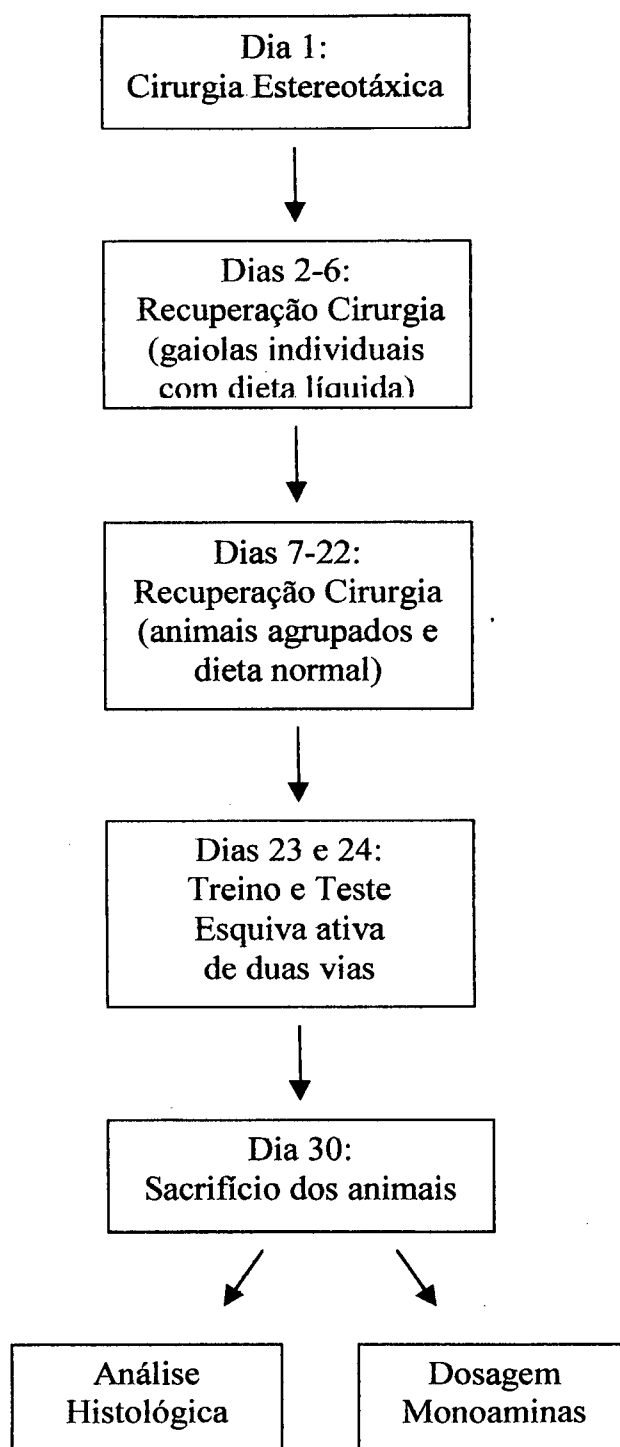 Dia 1:
Cirurgia Estereotáxica
Dias 2-6:
Recuperação Cirurgia
(gaiolas individuais
com dieta líquida)
Dias 7-22:
Recuperação Cirurgia
(animais agrupados e
dieta normal)
Dias 23 e 24:
Treino e Teste
Esquiva ativa
de duas vias
Dia 30:
Sacrifício dos animais
Análise
Histológica
Dosagem
Monoaminas